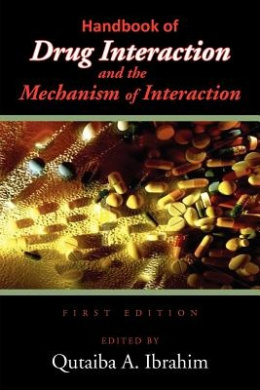 Handbook of
Drug Interaction
and the
Mechanism of Interaction
FIRST EDITION
EDITED BY
Qutaiba A. Ibrahim